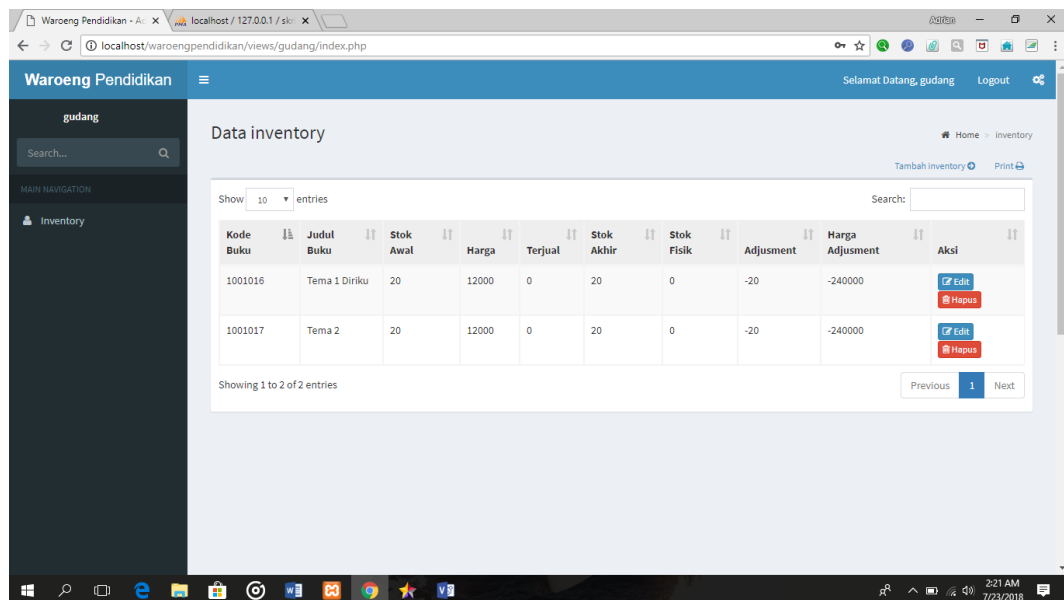 Waroeng Pendidikan - Ad
localhost / 127.0.0.1 / skr
Adrian
localhost/waroengpendidikan/views/gudang/index.php
Waroeng Pendidikan
Selamat Datang, gudang Logout
gudang
Search...
MAIN NAVIGATION
Inventory
Data inventory
Home > inventory
Tambah inventory Print
Show 10 entries
Search:
Kode Buku Judul Buku Stok Awal Harga Terjual Stok Akhir Stok Fisik Adjusment Harga Adjusment Aksi
1001016 Tema 1 Diriku 20 12000 0 20 0 -20 -240000 Edit
Hapus
1001017 Tema 2 20 12000 0 20 0 -20 -240000 Edit
Hapus
Showing 1 to 2 of 2 entries
Previous 1 Next
2:21 AM
7/23/2018